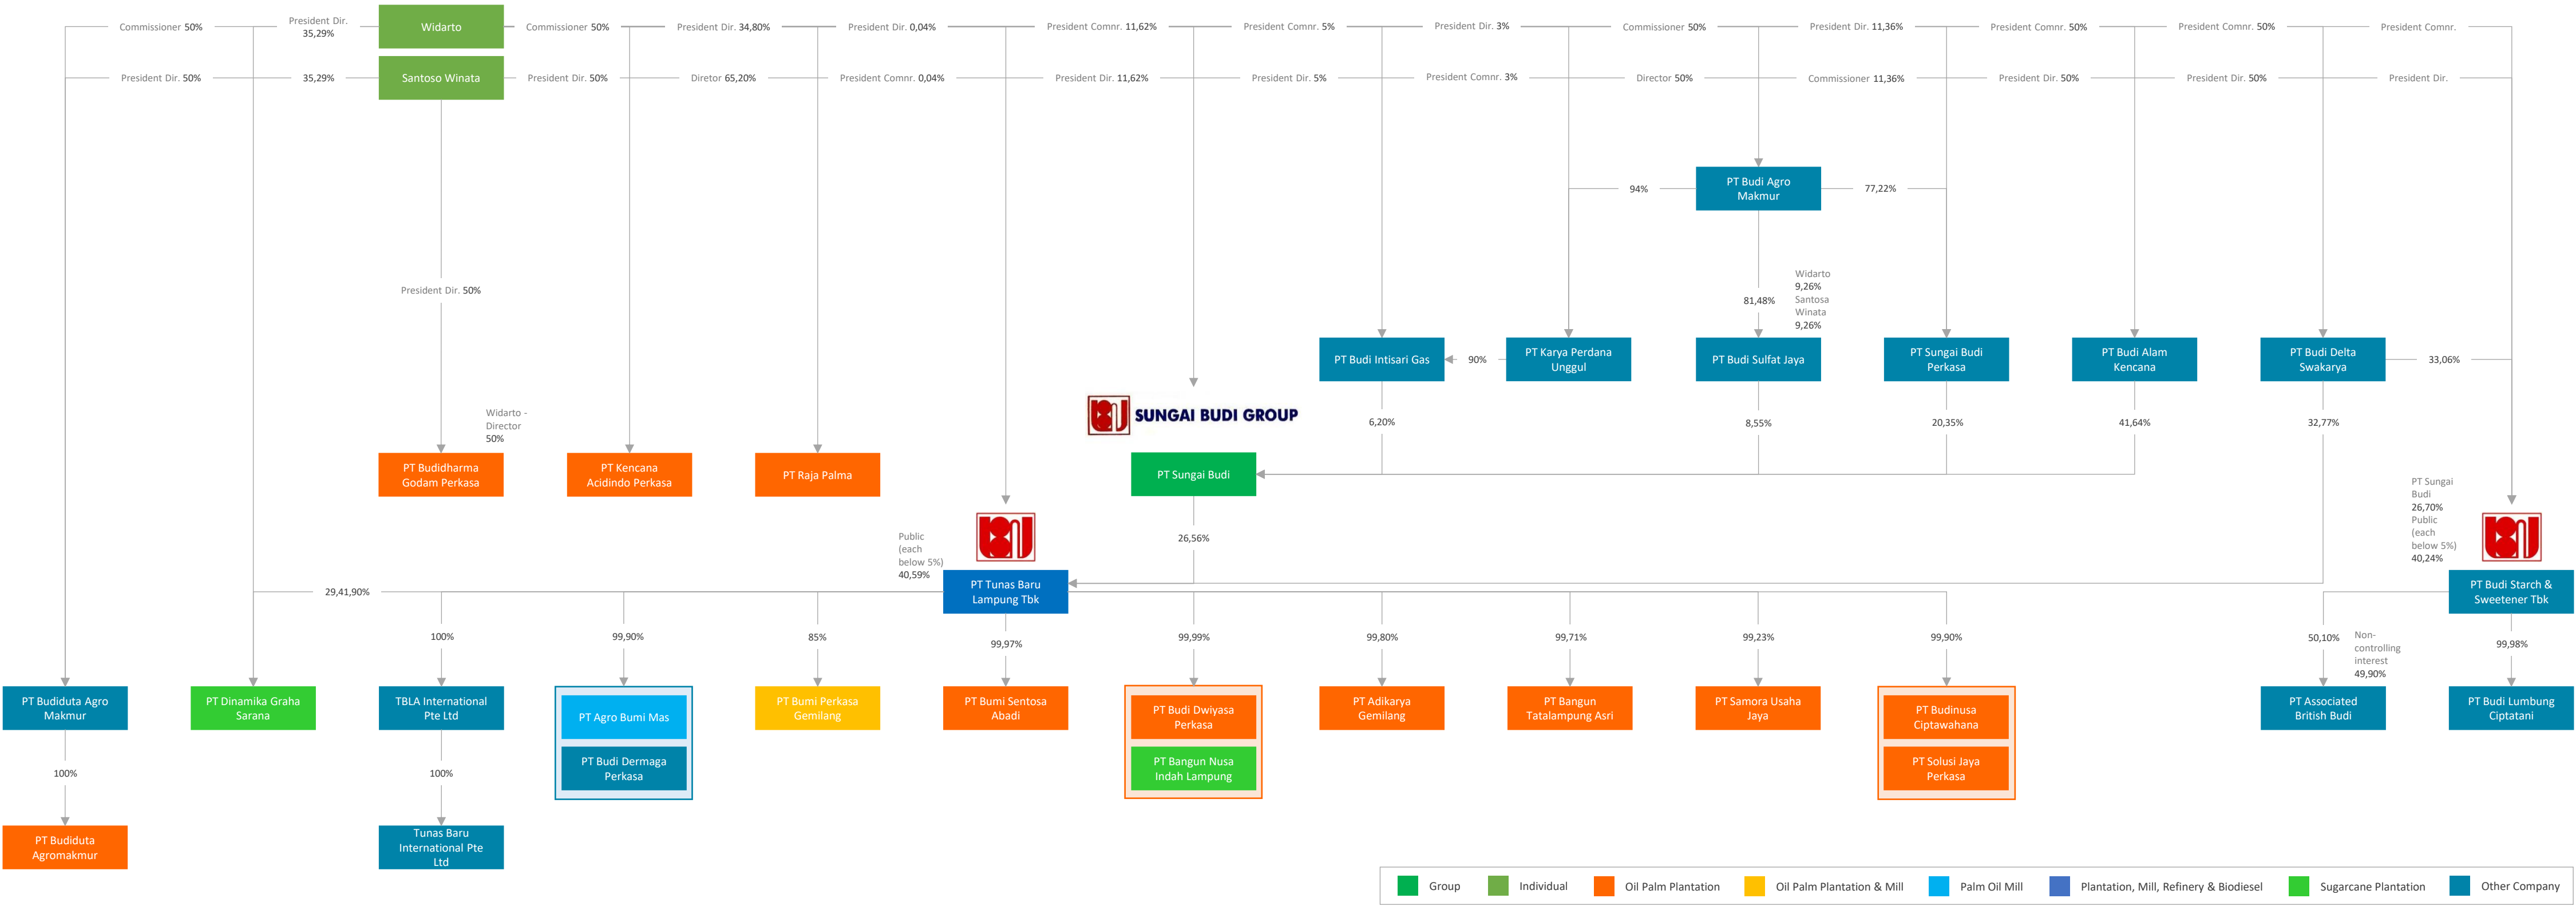 Commissioner 50%
President Dir.
35,29%
Widarto
Commissioner 50%
President Dir. 34,80%
President Dir. 0,04%
President Comnr. 11,62%
President Comnr. 5%
President Dir. 3%
Commissioner 50%
President Dir. 11,36%
President Comnr. 50%
President Comnr. 50%
President Comnr.
President Dir. 50%
35,29%
Santoso Winata
President Dir. 50%
Diretor 65,20%
President Comnr. 0,04%
President Dir. 11,62%
President Dir. 5%
President Comnr. 3%
Director 50%
Commissioner 11,36%
President Dir. 50%
President Dir. 50%
President Dir.
94%
PT Budi Agro
Makmur
77,22%
President Dir. 50%
81,48%
Widarto
9,26%
Santosa
Winata
9,26%
PT Budi Intisari Gas
90%
PT Karya Perdana
Unggul
PT Budi Sulfat Jaya
PT Sungai Budi
Perkasa
PT Budi Alam
Kencana
PT Budi Delta
Swakarya
33,06%
Widarto -
Director
50%
SUNGAI BUDI GROUP
6,20%
8,55%
20,35%
41,64%
32,77%
PT Budidharma
Godam Perkasa
PT Kencana
Acidindo Perkasa
PT Raja Palma
PT Sungai Budi
PT Sungai
Budi
26,70%
Public
(each
below 5%)
40,24%
Public
(each
below 5%)
40,59%
26,56%
PT Tunas Baru
Lampung Tbk
PT Budi Starch &
Sweetener Tbk
29,41,90%
100%
99,90%
85%
99,97%
99,99%
99,80%
99,71%
99,23%
99,90%
50,10%
Non-
controlling
interest
49,90%
99,98%
PT Budiduta Agro
Makmur
PT Dinamika Graha
Sarana
TBLA International
Pte Ltd
PT Agro Bumi Mas
PT Bumi Perkasa
Gemilang
PT Bumi Sentosa
Abadi
PT Budi Dwiyasa
Perkasa
PT Adikarya
Gemilang
PT Bangun
Tatalampung Asri
PT Samora Usaha
Jaya
PT Budinusa
Ciptawahana
PT Associated
British Budi
PT Budi Lumbung
Ciptatani
100%
100%
PT Budi Dermaga
Perkasa
PT Bangun Nusa
Indah Lampung
PT Solusi Jaya
Perkasa
PT Budiduta
Agromakmur
Tunas Baru
International Pte
Ltd
Group
Individual
Oil Palm Plantation
Oil Palm Plantation & Mill
Palm Oil Mill
Plantation, Mill, Refinery & Biodiesel
Sugarcane Plantation
Other Company